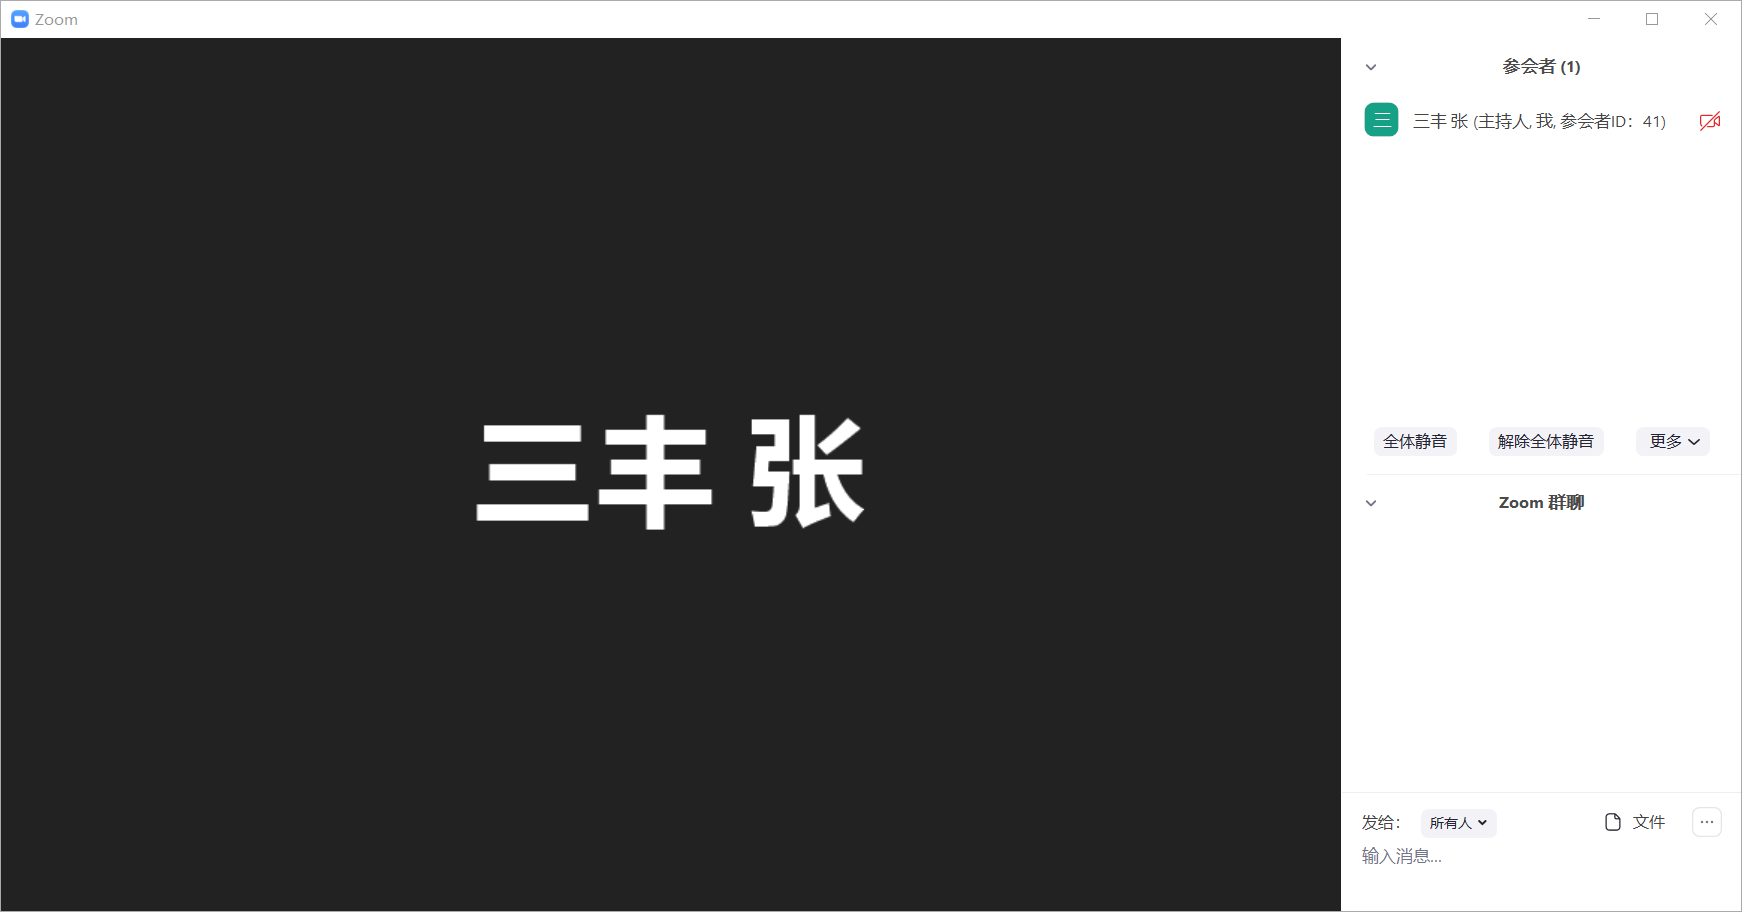 Zoom
三丰 张
参会者 (1)
三
三丰 张 (主持人, 我, 参会者ID：41)
全体静音 解除全体静音 更多
Zoom 群聊
发给： 所有人 文件 ...
输入消息...